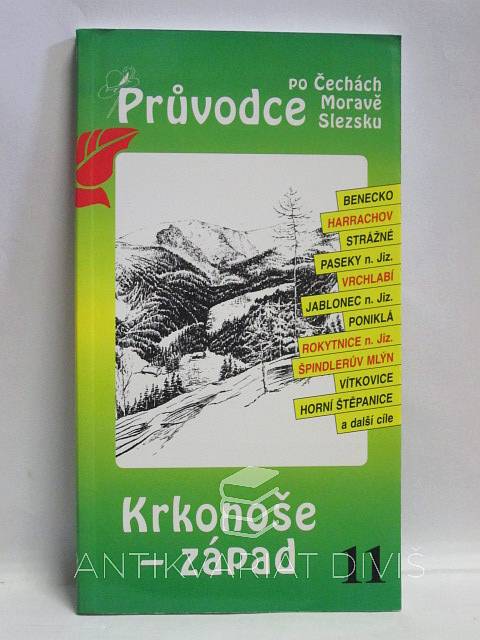 Průvodce
po Čechách
Moravě
Slezsku
BENECKO
HARRACHOV
STRÁŽNÉ
PASEKY n. Jiz.
VRCHLABÍ
JABLONEC n. Jiz.
PONIKLÁ
ROKYTNICE n. Jiz.
ŠPINDLERŮV MLÝN
VÍTKOVICE
HORNÍ ŠTĚPANICE
a další cíle
Krkonoše
– západ 11
ANTIKVARIAT DIVIŠ